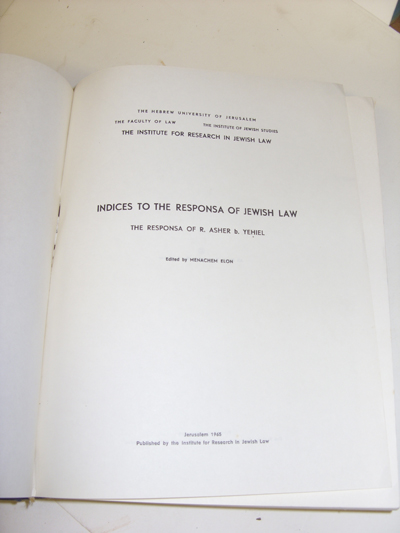 THE HEBREW UNIVERSITY OF JERUSALEM
THE FACULTY OF LAW THE INSTITUTE OF JEWISH STUDIES
THE INSTITUTE FOR RESEARCH IN JEWISH LAW
INDICES TO THE RESPONSA OF JEWISH LAW
THE RESPONSA OF R. ASHER b. YEHIEL
Edited by MENACHEM ELON
Jerusalem 1965
Published by the Institute for Research in Jewish Law